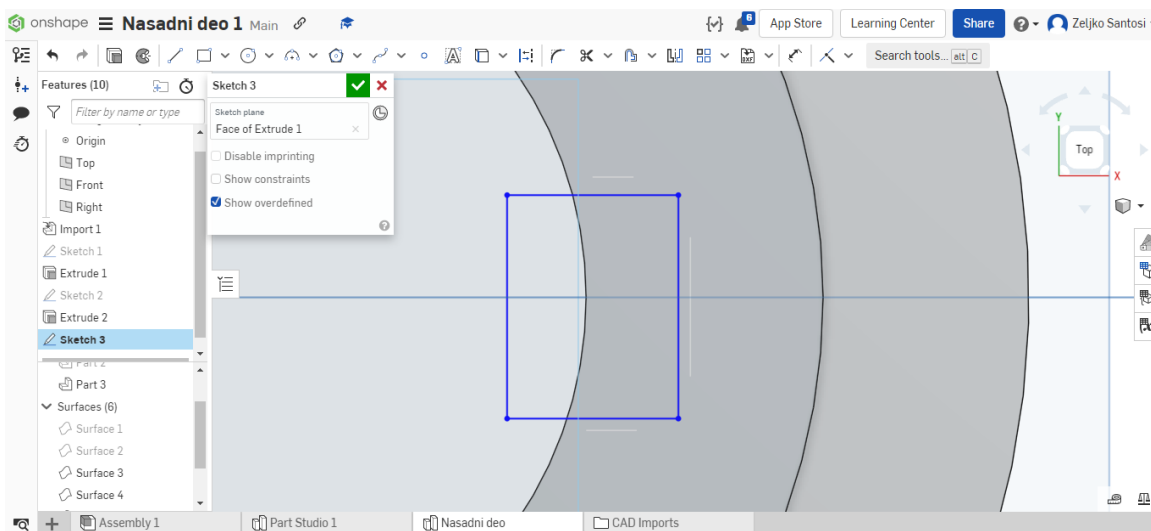 onshape Nasadni deo 1 Main 6 App Store Learning Center Share Zeljko Santosi
Search tools... alt C
Features (10)
Filter by name or type
Origin
Top
Front
Right
Import 1
Sketch 1
Extrude 1
Sketch 2
Extrude 2
Sketch 3
Part 2
Part 3
Surfaces (6)
Surface 1
Surface 2
Surface 3
Surface 4
Sketch 3
Sketch plane
Face of Extrude 1
Disable imprinting
Show constraints
Show overdefined
Y
Top
X
Assembly 1 Part Studio 1 Nasadni deo CAD Imports